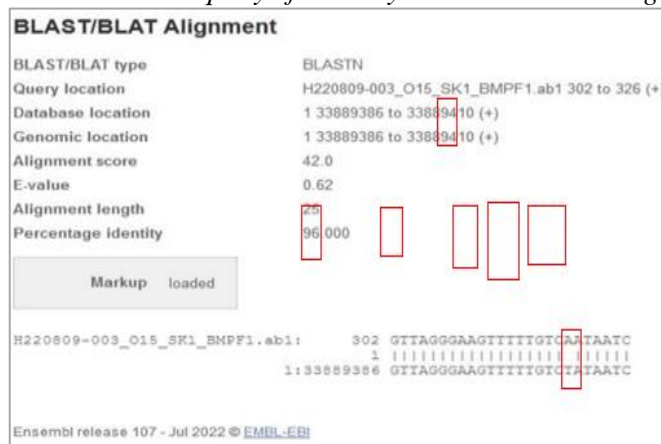 BLAST/BLAT Alignment
BLAST/BLAT type BLASTN
Query location H220809-003_O15_SK1_BMPF1.ab1 302 to 326 (+)
Database location 1 33889386 to 33889410 (+)
Genomic location 1 33889386 to 33889410 (+)
Alignment score 42.0
E-value 0.62
Alignment length 25
Percentage identity 96.000
Markup loaded
H220809-003_O15_SK1_BMPF1.ab1: 302 GTTAGGGAAGTTTTTGTCAATAATC
1 |||||||||||||||||| ||||||
1:33889386 GTTAGGGAAGTTTTTGTCTATAATC
Ensembl release 107 - Jul 2022 © EMBL-EBI